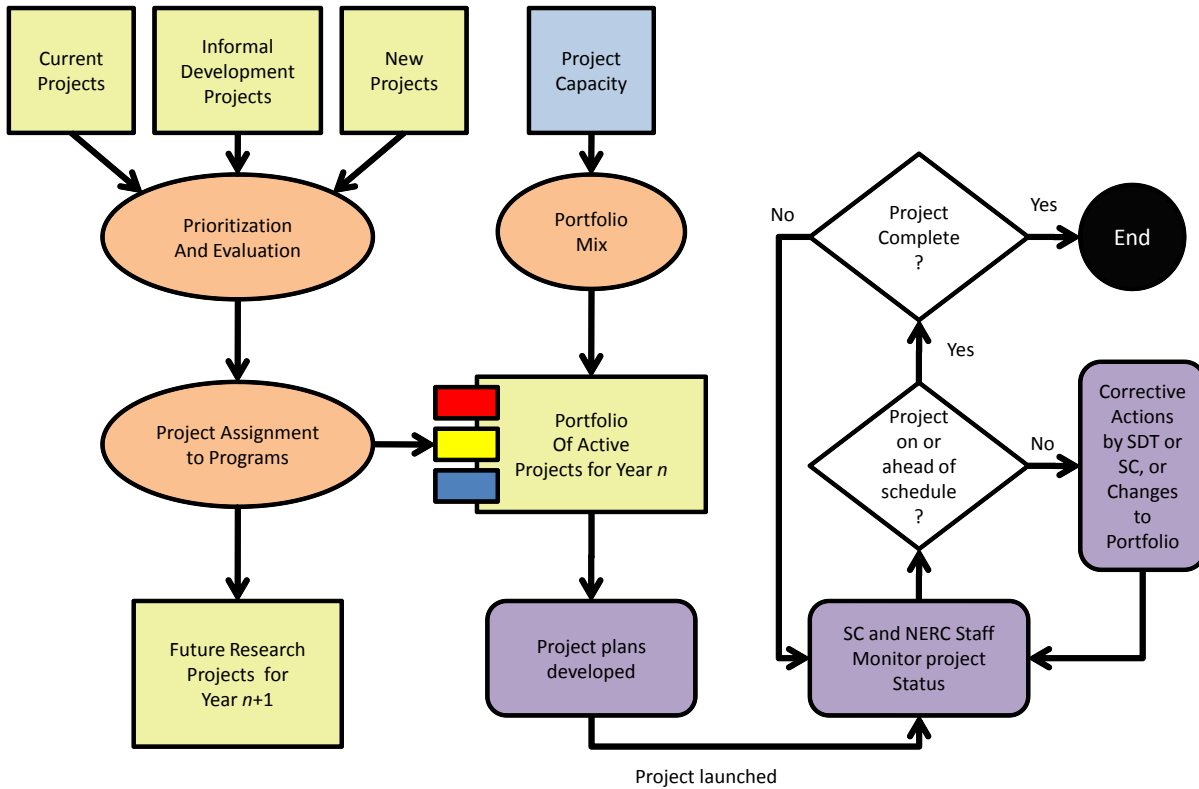 Current
Projects
Informal
Development
Projects
New
Projects
Project
Capacity
Prioritization
And Evaluation
Portfolio
Mix
No
Project
Complete
?
Yes
End
Yes
Project Assignment
to Programs
Portfolio
Of Active
Projects for Year n
Project
on or
ahead of
schedule
?
No
Corrective
Actions
by SDT or
SC, or
Changes
to
Portfolio
Future Research
Projects for
Year n+1
Project plans
developed
SC and NERC Staff
Monitor project
Status
Project launched